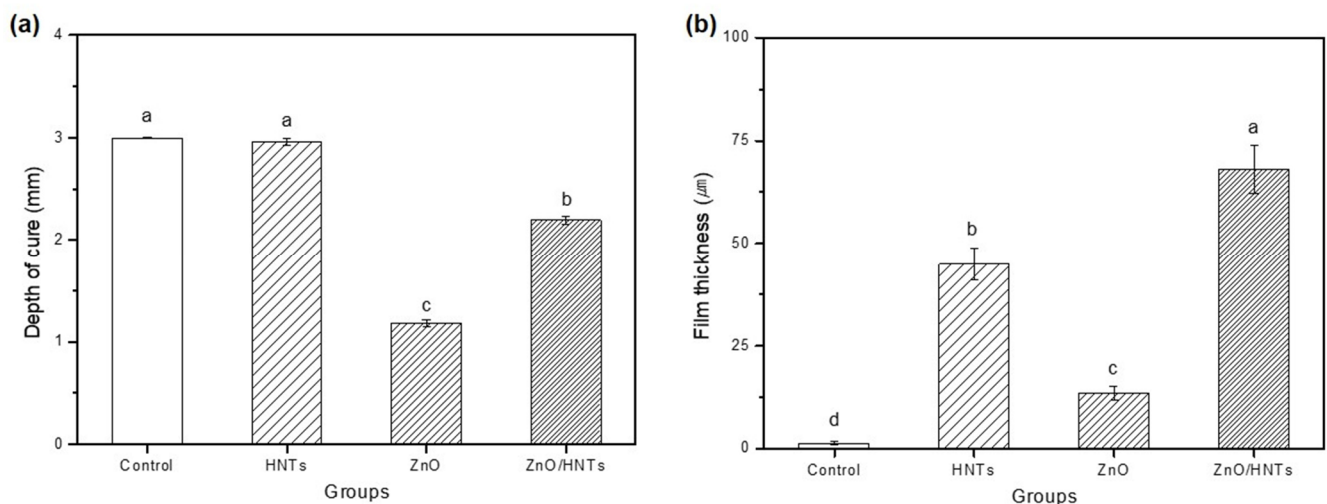 (a)
Depth of cure (mm)
4
3
2
1
0
a
a
c
b
Control HNTs ZnO ZnO/HNTs
Groups
(b)
Film thickness (㎛)
100
75
50
25
0
d
b
c
a
Control HNTs ZnO ZnO/HNTs
Groups